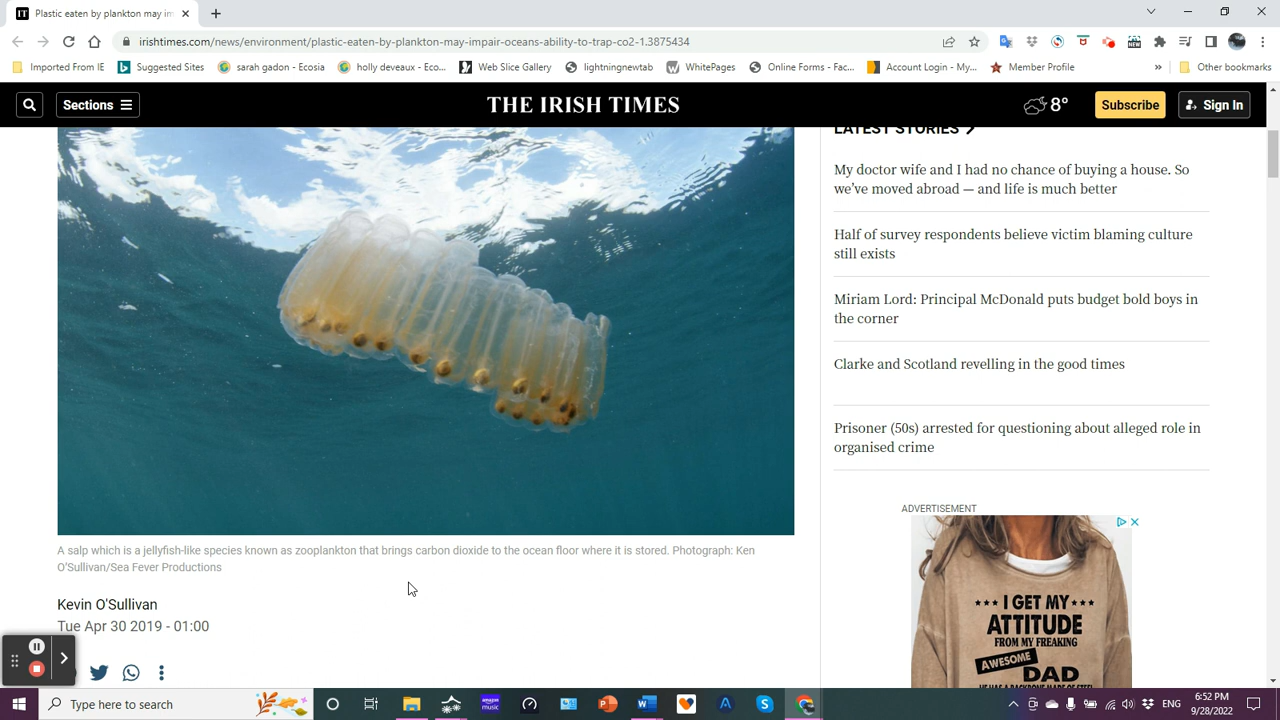 Plastic eaten by plankton may im
irishtimes.com/news/environment/plastic-eaten-by-plankton-may-impair-oceans-ability-to-trap-co2-1.3875434
Imported From IE
Suggested Sites
sarah gadon - Ecosia
holly deveaux - Eco...
Web Slice Gallery
lightningnewtab
WhitePages
Online Forms - Fac...
Account Login - My...
Member Profile
»
Other bookmarks
Sections
THE IRISH TIMES
8°
Subscribe
Sign In
LATEST STORIES
My doctor wife and I had no chance of buying a house. So
we've moved abroad — and life is much better
Half of survey respondents believe victim blaming culture
still exists
Miriam Lord: Principal McDonald puts budget bold boys in
the corner
Clarke and Scotland revelling in the good times
Prisoner (50s) arrested for questioning about alleged role in
organised crime
ADVERTISEMENT
I GET MY
ATTITUDE
FROM MY FREAKING
AWESOME
DAD
A salp which is a jellyfish-like species known as zooplankton that brings carbon dioxide to the ocean floor where it is stored. Photograph: Ken
O'Sullivan/Sea Fever Productions
Kevin O'Sullivan
Tue Apr 30 2019 - 01:00
Type here to search
ENG
6:52 PM
9/28/2022